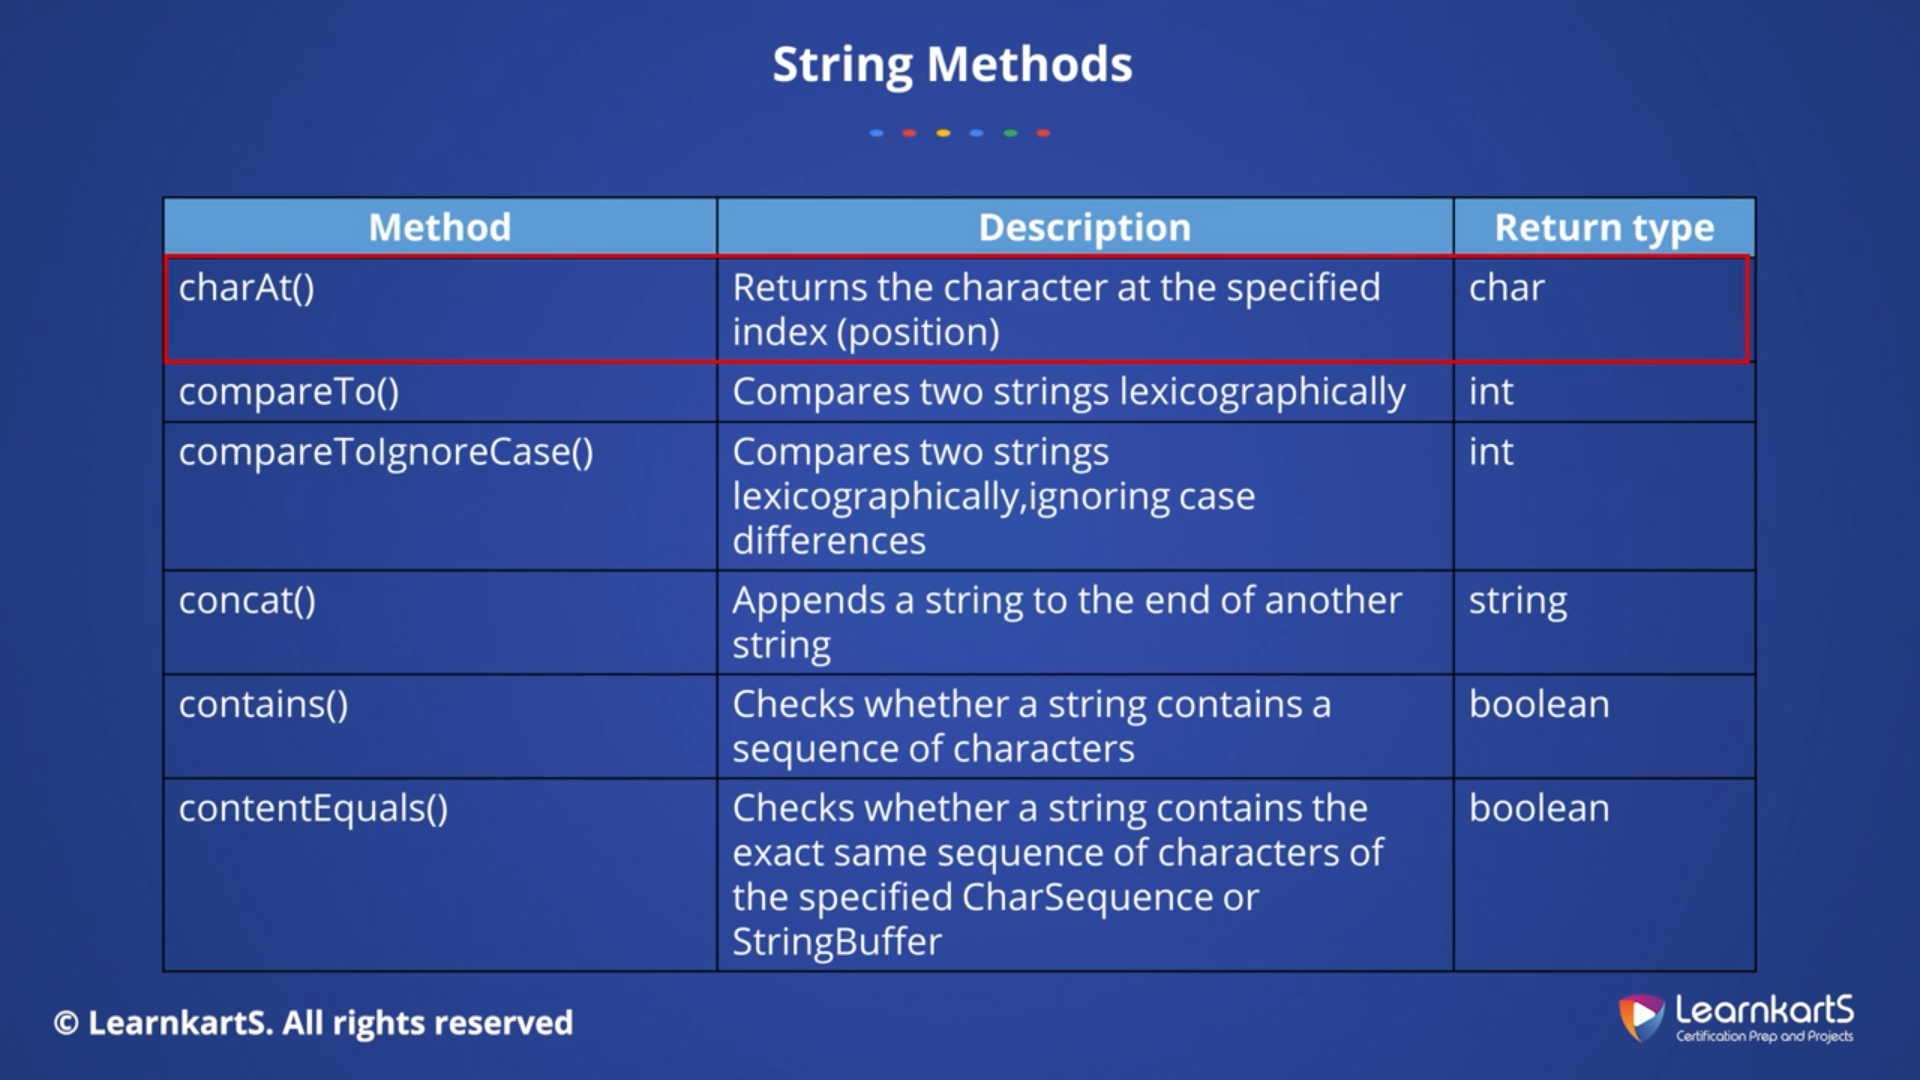 String Methods
Method Description Return type
charAt() Returns the character at the specified char
index (position)
compareTo() Compares two strings lexicographically int
compareToIgnoreCase() Compares two strings int
lexicographically,ignoring case
differences
concat() Appends a string to the end of another string
string
contains() Checks whether a string contains a boolean
sequence of characters
contentEquals() Checks whether a string contains the boolean
exact same sequence of characters of
the specified CharSequence or
StringBuffer
© LearnkartS. All rights reserved
LearnkartS
Certification Prep and Projects